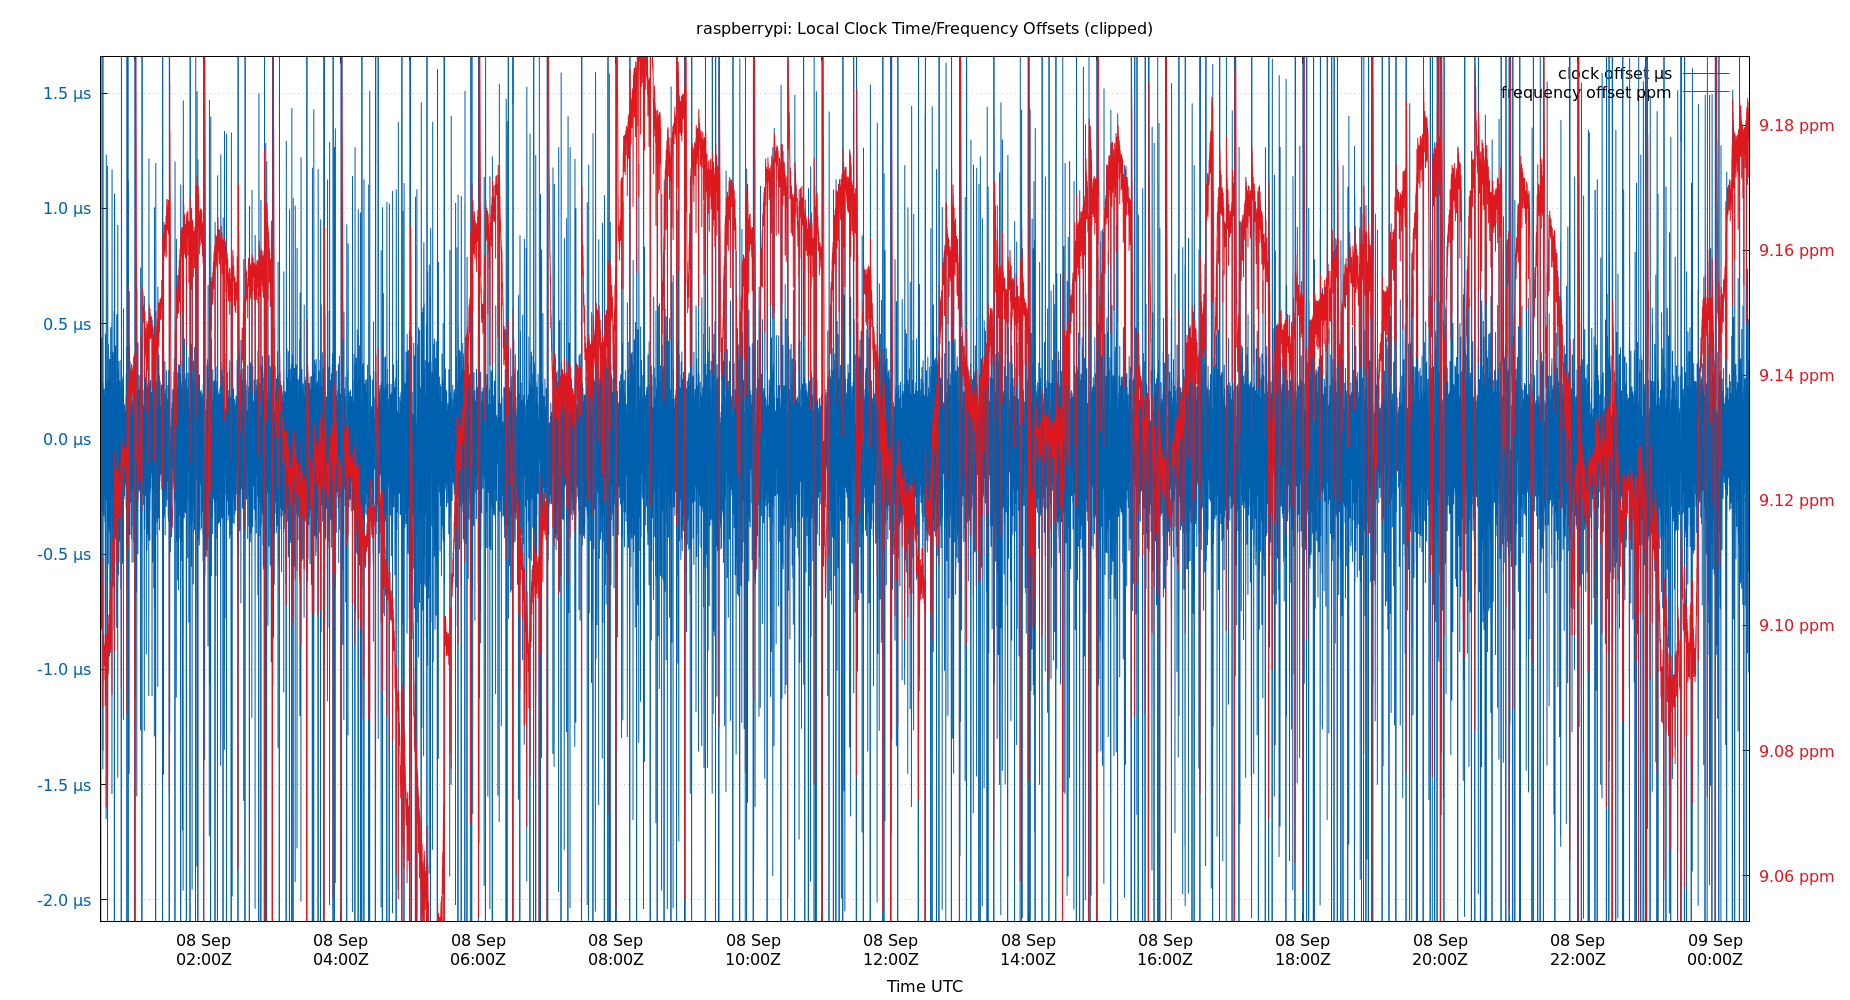 raspberrypi: Local Clock Time/Frequency Offsets (clipped)
clock offset µs
frequency offset ppm
1.5 µs
1.0 µs
0.5 µs
0.0 µs
-0.5 µs
-1.0 µs
-1.5 µs
-2.0 µs
9.18 ppm
9.16 ppm
9.14 ppm
9.12 ppm
9.10 ppm
9.08 ppm
9.06 ppm
08 Sep 08 Sep 08 Sep 08 Sep 08 Sep 08 Sep 08 Sep 08 Sep 08 Sep 08 Sep 08 Sep 09 Sep
02:00Z 04:00Z 06:00Z 08:00Z 10:00Z 12:00Z 14:00Z 16:00Z 18:00Z 20:00Z 22:00Z 00:00Z
Time UTC